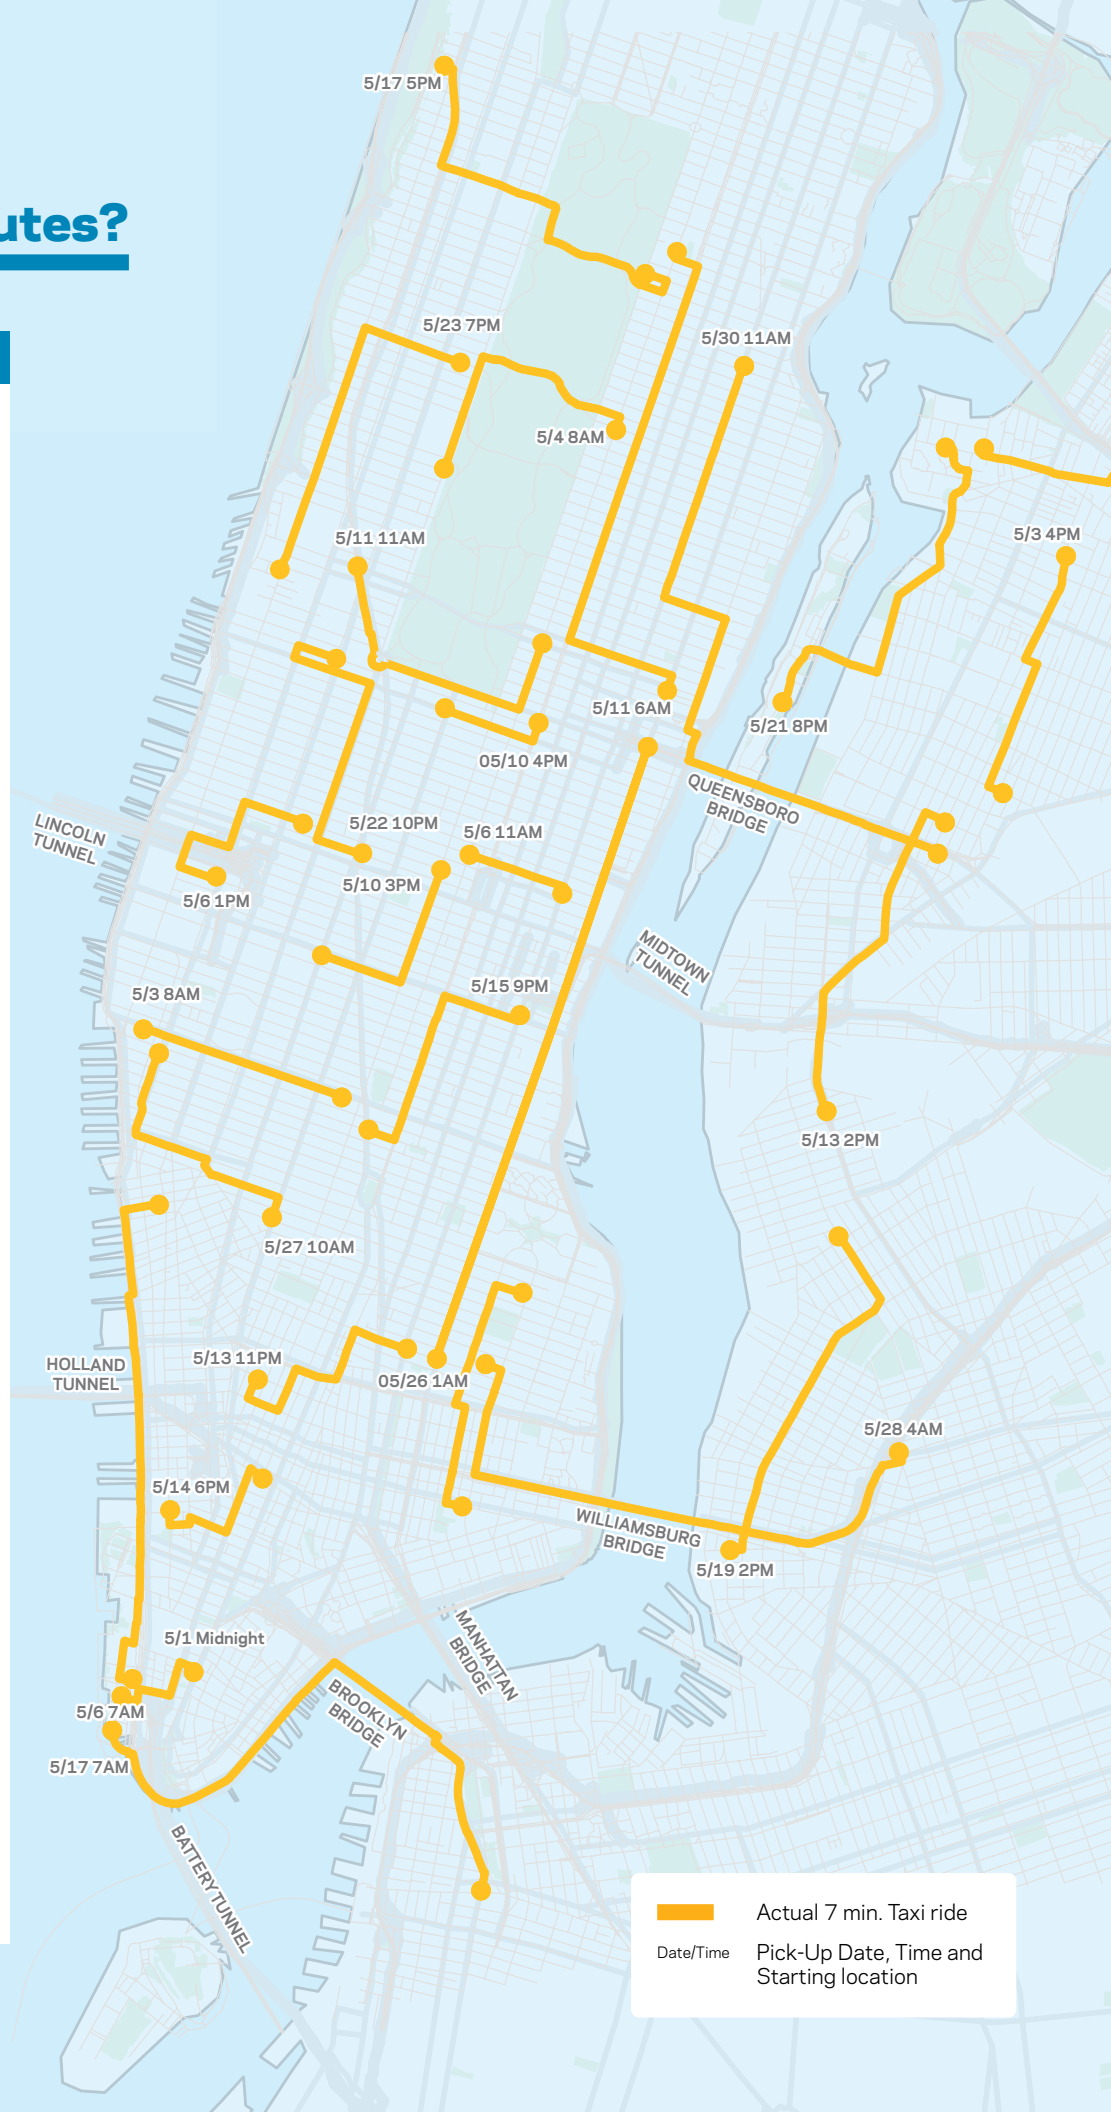 utes?
5/17 5PM
5/23 7PM
5/30 11AM
5/4 8AM
5/11 11AM
5/3 4PM
5/11 6AM
5/21 8PM
05/10 4PM
QUEENSBORO
BRIDGE
LINCOLN
TUNNEL
5/22 10PM
5/6 11AM
5/10 3PM
5/6 1PM
MIDTOWN
TUNNEL
5/15 9PM
5/3 8AM
5/13 2PM
5/27 10AM
HOLLAND
TUNNEL
5/13 11PM
05/26 1AM
5/28 4AM
5/14 6PM
WILLIAMSBURG
BRIDGE
5/19 2PM
5/1 Midnight
MANHATTAN
BRIDGE
5/6 7AM
BROOKLYN
BRIDGE
5/17 7AM
BATTERY TUNNEL
Actual 7 min. Taxi ride
Date/Time
Pick-Up Date, Time and
Starting location